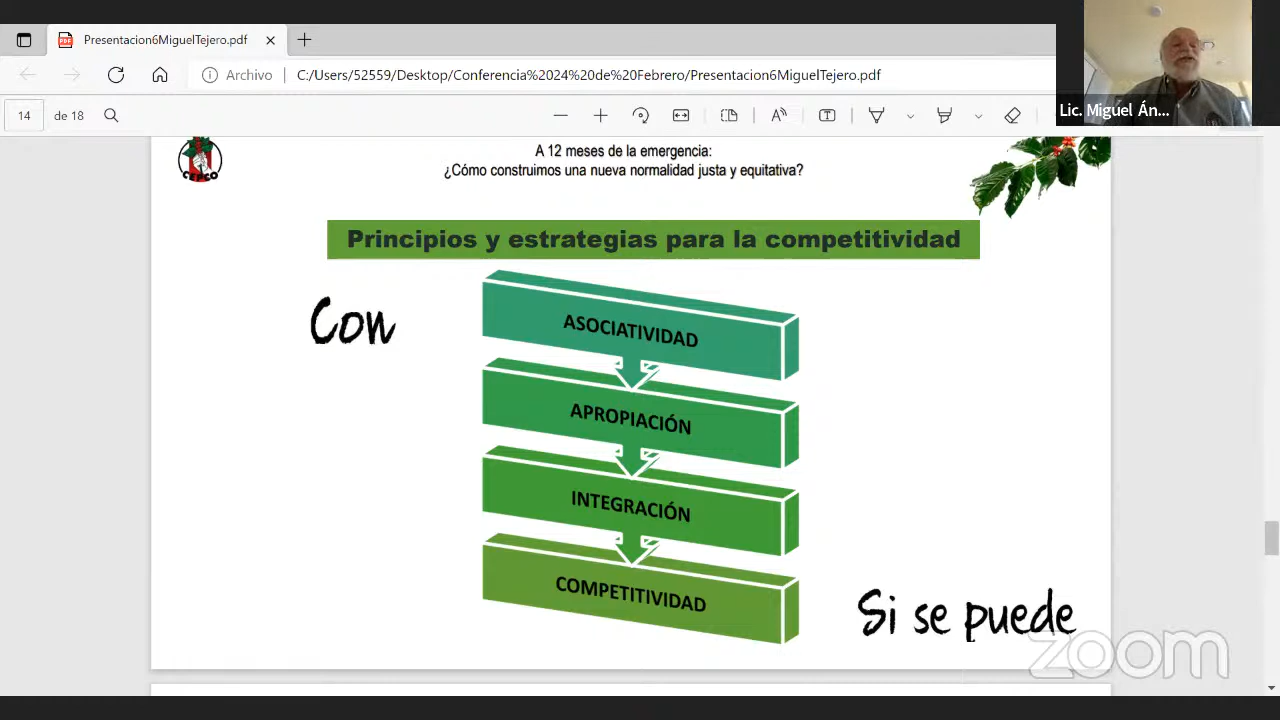 Presentacion6MiguelTejero.pdf
Archivo
C:/Users/52559/Desktop/Conferencia%2024%20de%20Febrero/Presentacion6MiguelTejero.pdf
Lic. Miguel Án...
14 de 18
CEPCO
A 12 meses de la emergencia:
¿Cómo construimos una nueva normalidad justa y equitativa?
Principios y estrategias para la competitividad
Con
ASOCIATIVIDAD
APROPIACIÓN
INTEGRACIÓN
COMPETITIVIDAD
Si se puede
zoom